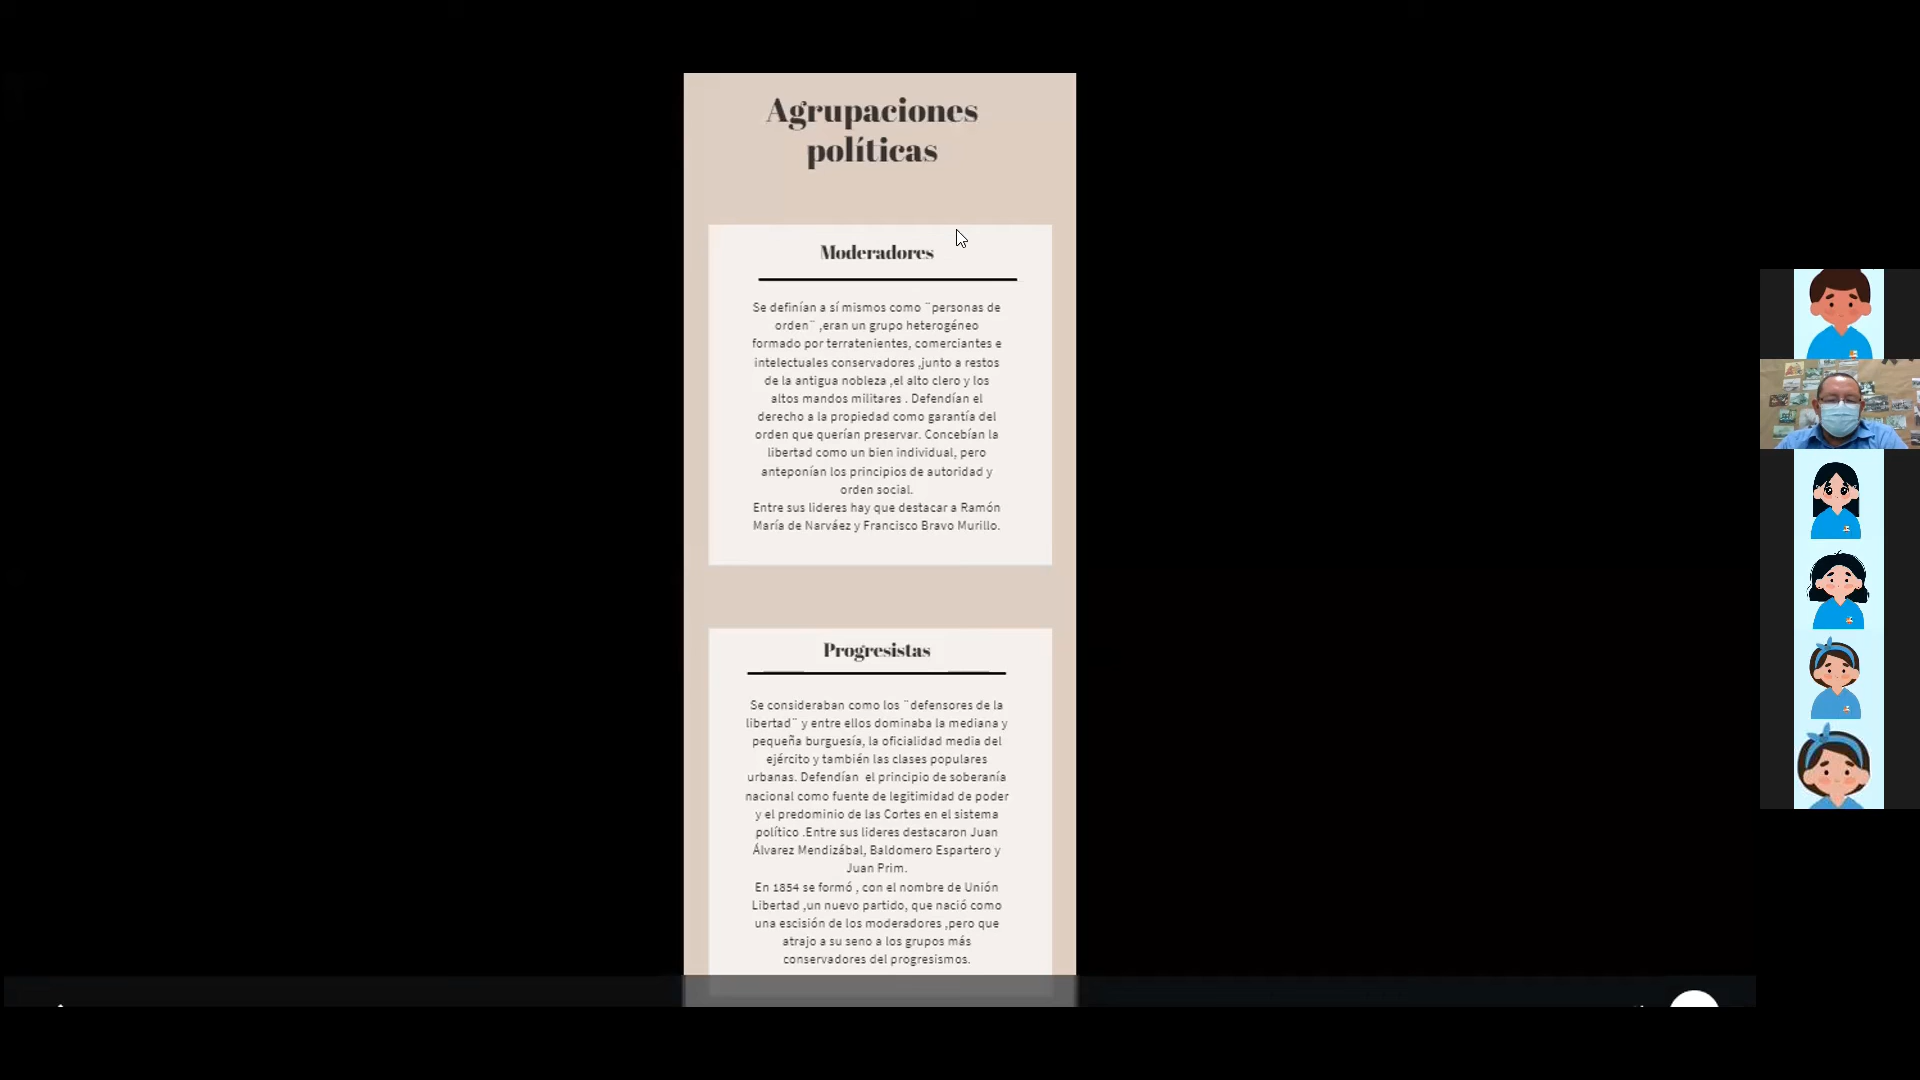 Agrupaciones
políticas
Moderadores
Se definían a sí mismos como ¨personas de
orden¨ ,eran un grupo heterogéneo
formado por terratenientes, comerciantes e
intelectuales conservadores ,junto a restos
de la antigua nobleza ,el alto clero y los
altos mandos militares . Defendían el
derecho a la propiedad como garantía del
orden que querían preservar. Concebían la
libertad como un bien individual, pero
anteponían los principios de autoridad y
orden social.
Entre sus lideres hay que destacar a Ramón
María de Narváez y Francisco Bravo Murillo.
Progresistas
Se consideraban como los ¨defensores de la
libertad¨ y entre ellos dominaba la mediana y
pequeña burguesía, la oficialidad media del
ejército y también las clases populares
urbanas. Defendían  el principio de soberanía
nacional como fuente de legitimidad de poder
y el predominio de las Cortes en el sistema
político .Entre sus lideres destacaron Juan
Álvarez Mendizábal, Baldomero Espartero y
Juan Prim.
En 1854 se formó , con el nombre de Unión
Libertad ,un nuevo partido, que nació como
una escisión de los moderadores ,pero que
atrajo a su seno a los grupos más
conservadores del progresismos.